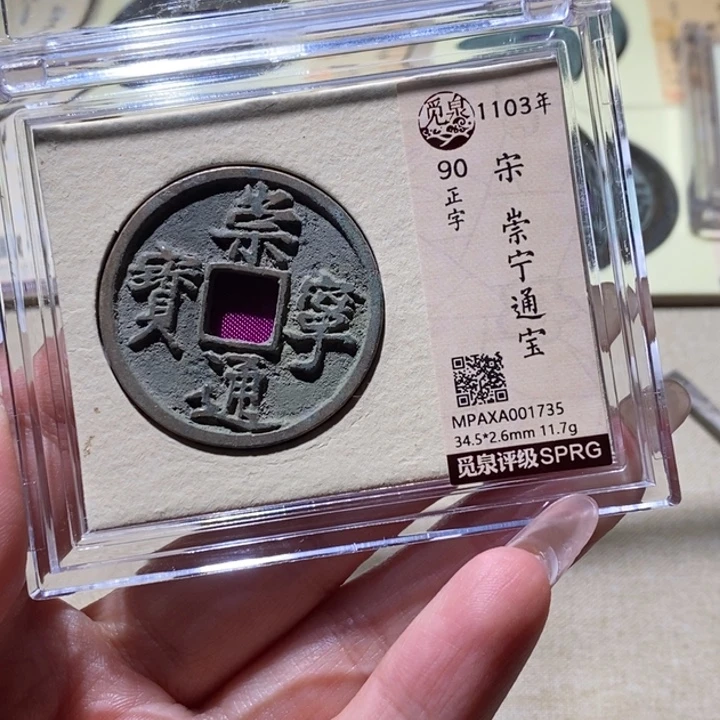 崇
寧
通
寶
觅泉
1103年
90
正字
宋
崇宁通宝
MPAXA001735
34.5*2.6mm 11.7g
觅泉评级SPRG